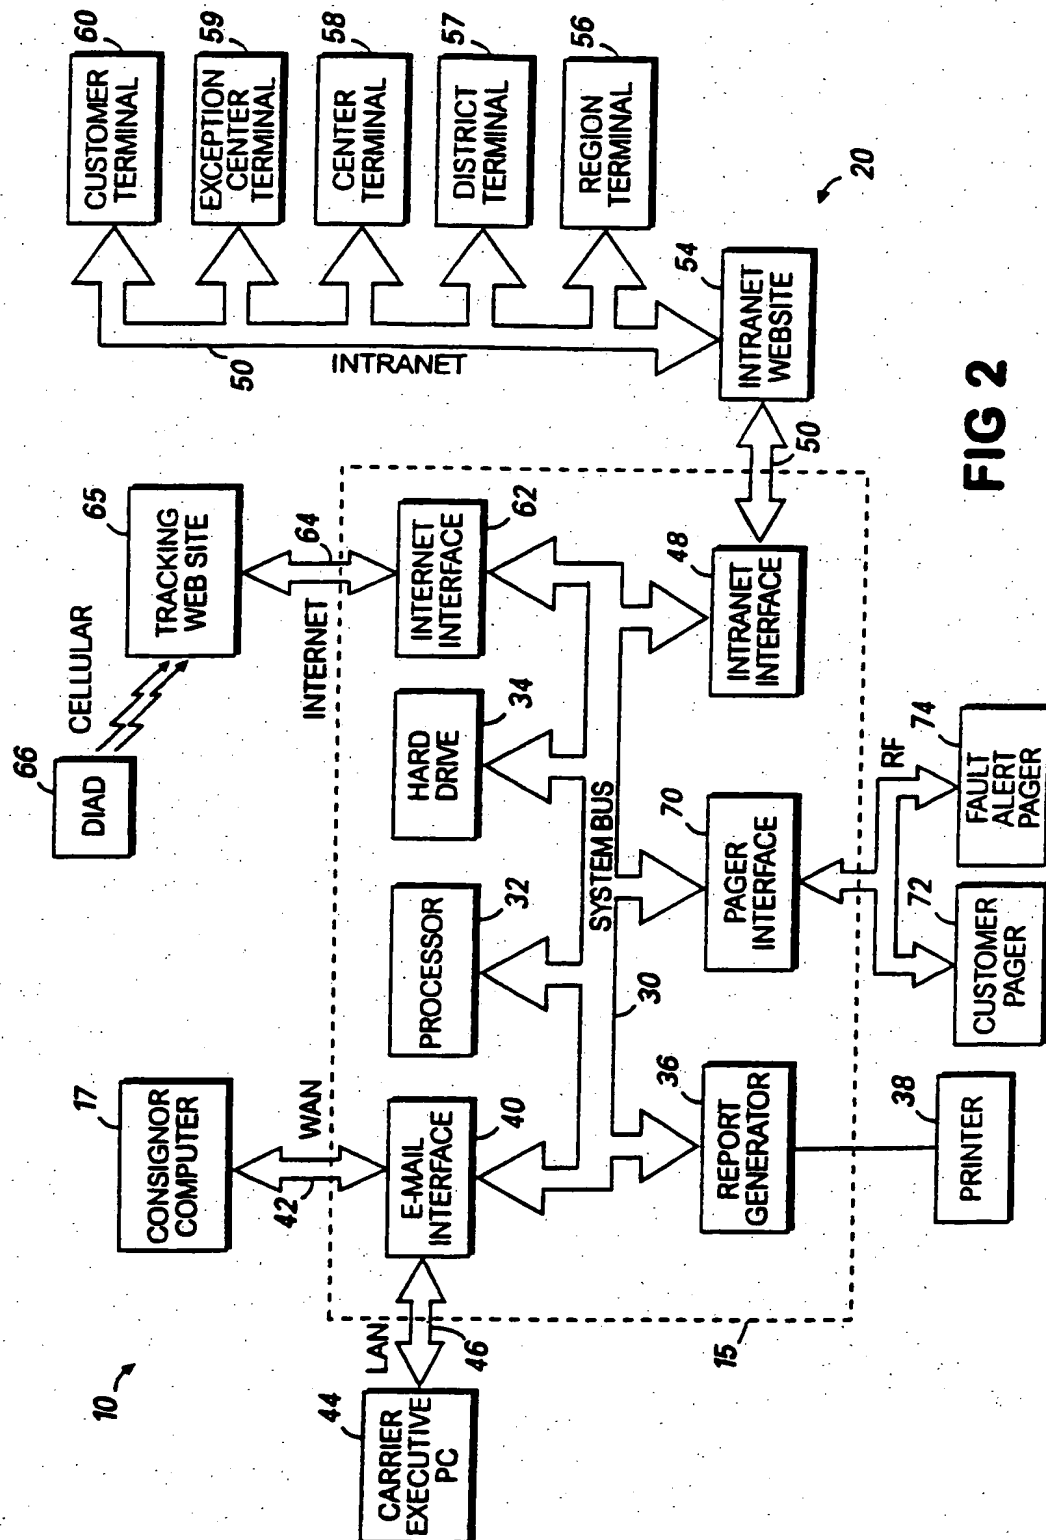 10
44
CARRIER
EXECUTIVE
PC
LAN
46
17
CONSIGNOR
COMPUTER
WAN
42
E-MAIL
INTERFACE
40
PROCESSOR
32
HARD
DRIVE
34
INTERNET
INTERFACE
62
66
DIAD
CELLULAR
65
TRACKING
WEB SITE
64
INTERNET
SYSTEM BUS
30
36
REPORT
GENERATOR
70
PAGER
INTERFACE
48
INTRANET
INTERFACE
15
38
PRINTER
72
CUSTOMER
PAGER
74
FAULT
ALERT
PAGER
RF
50
54
INTRANET
WEBSITE
50
INTRANET
60
CUSTOMER
TERMINAL
59
EXCEPTION
CENTER
TERMINAL
58
CENTER
TERMINAL
57
DISTRICT
TERMINAL
56
REGION
TERMINAL
20
FIG 2